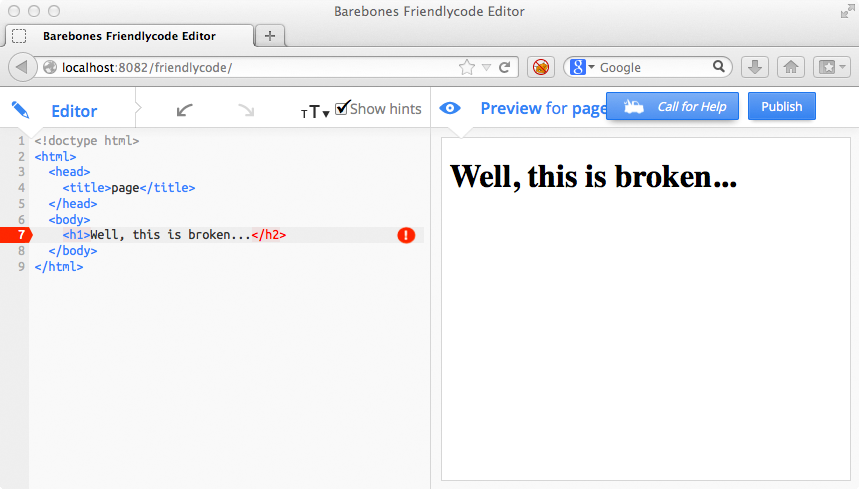 Barebones Friendlycode Editor
Barebones Friendlycode Editor
localhost:8082/friendlycode/
Google
Editor
TT Show hints
Preview for page
Call for Help
Publish
1 <!doctype html>
2 <html>
3 <head>
4 <title>page</title>
5 </head>
6 <body>
7 <h1>Well, this is broken...</h2>
8 </body>
9 </html>
Well, this is broken...